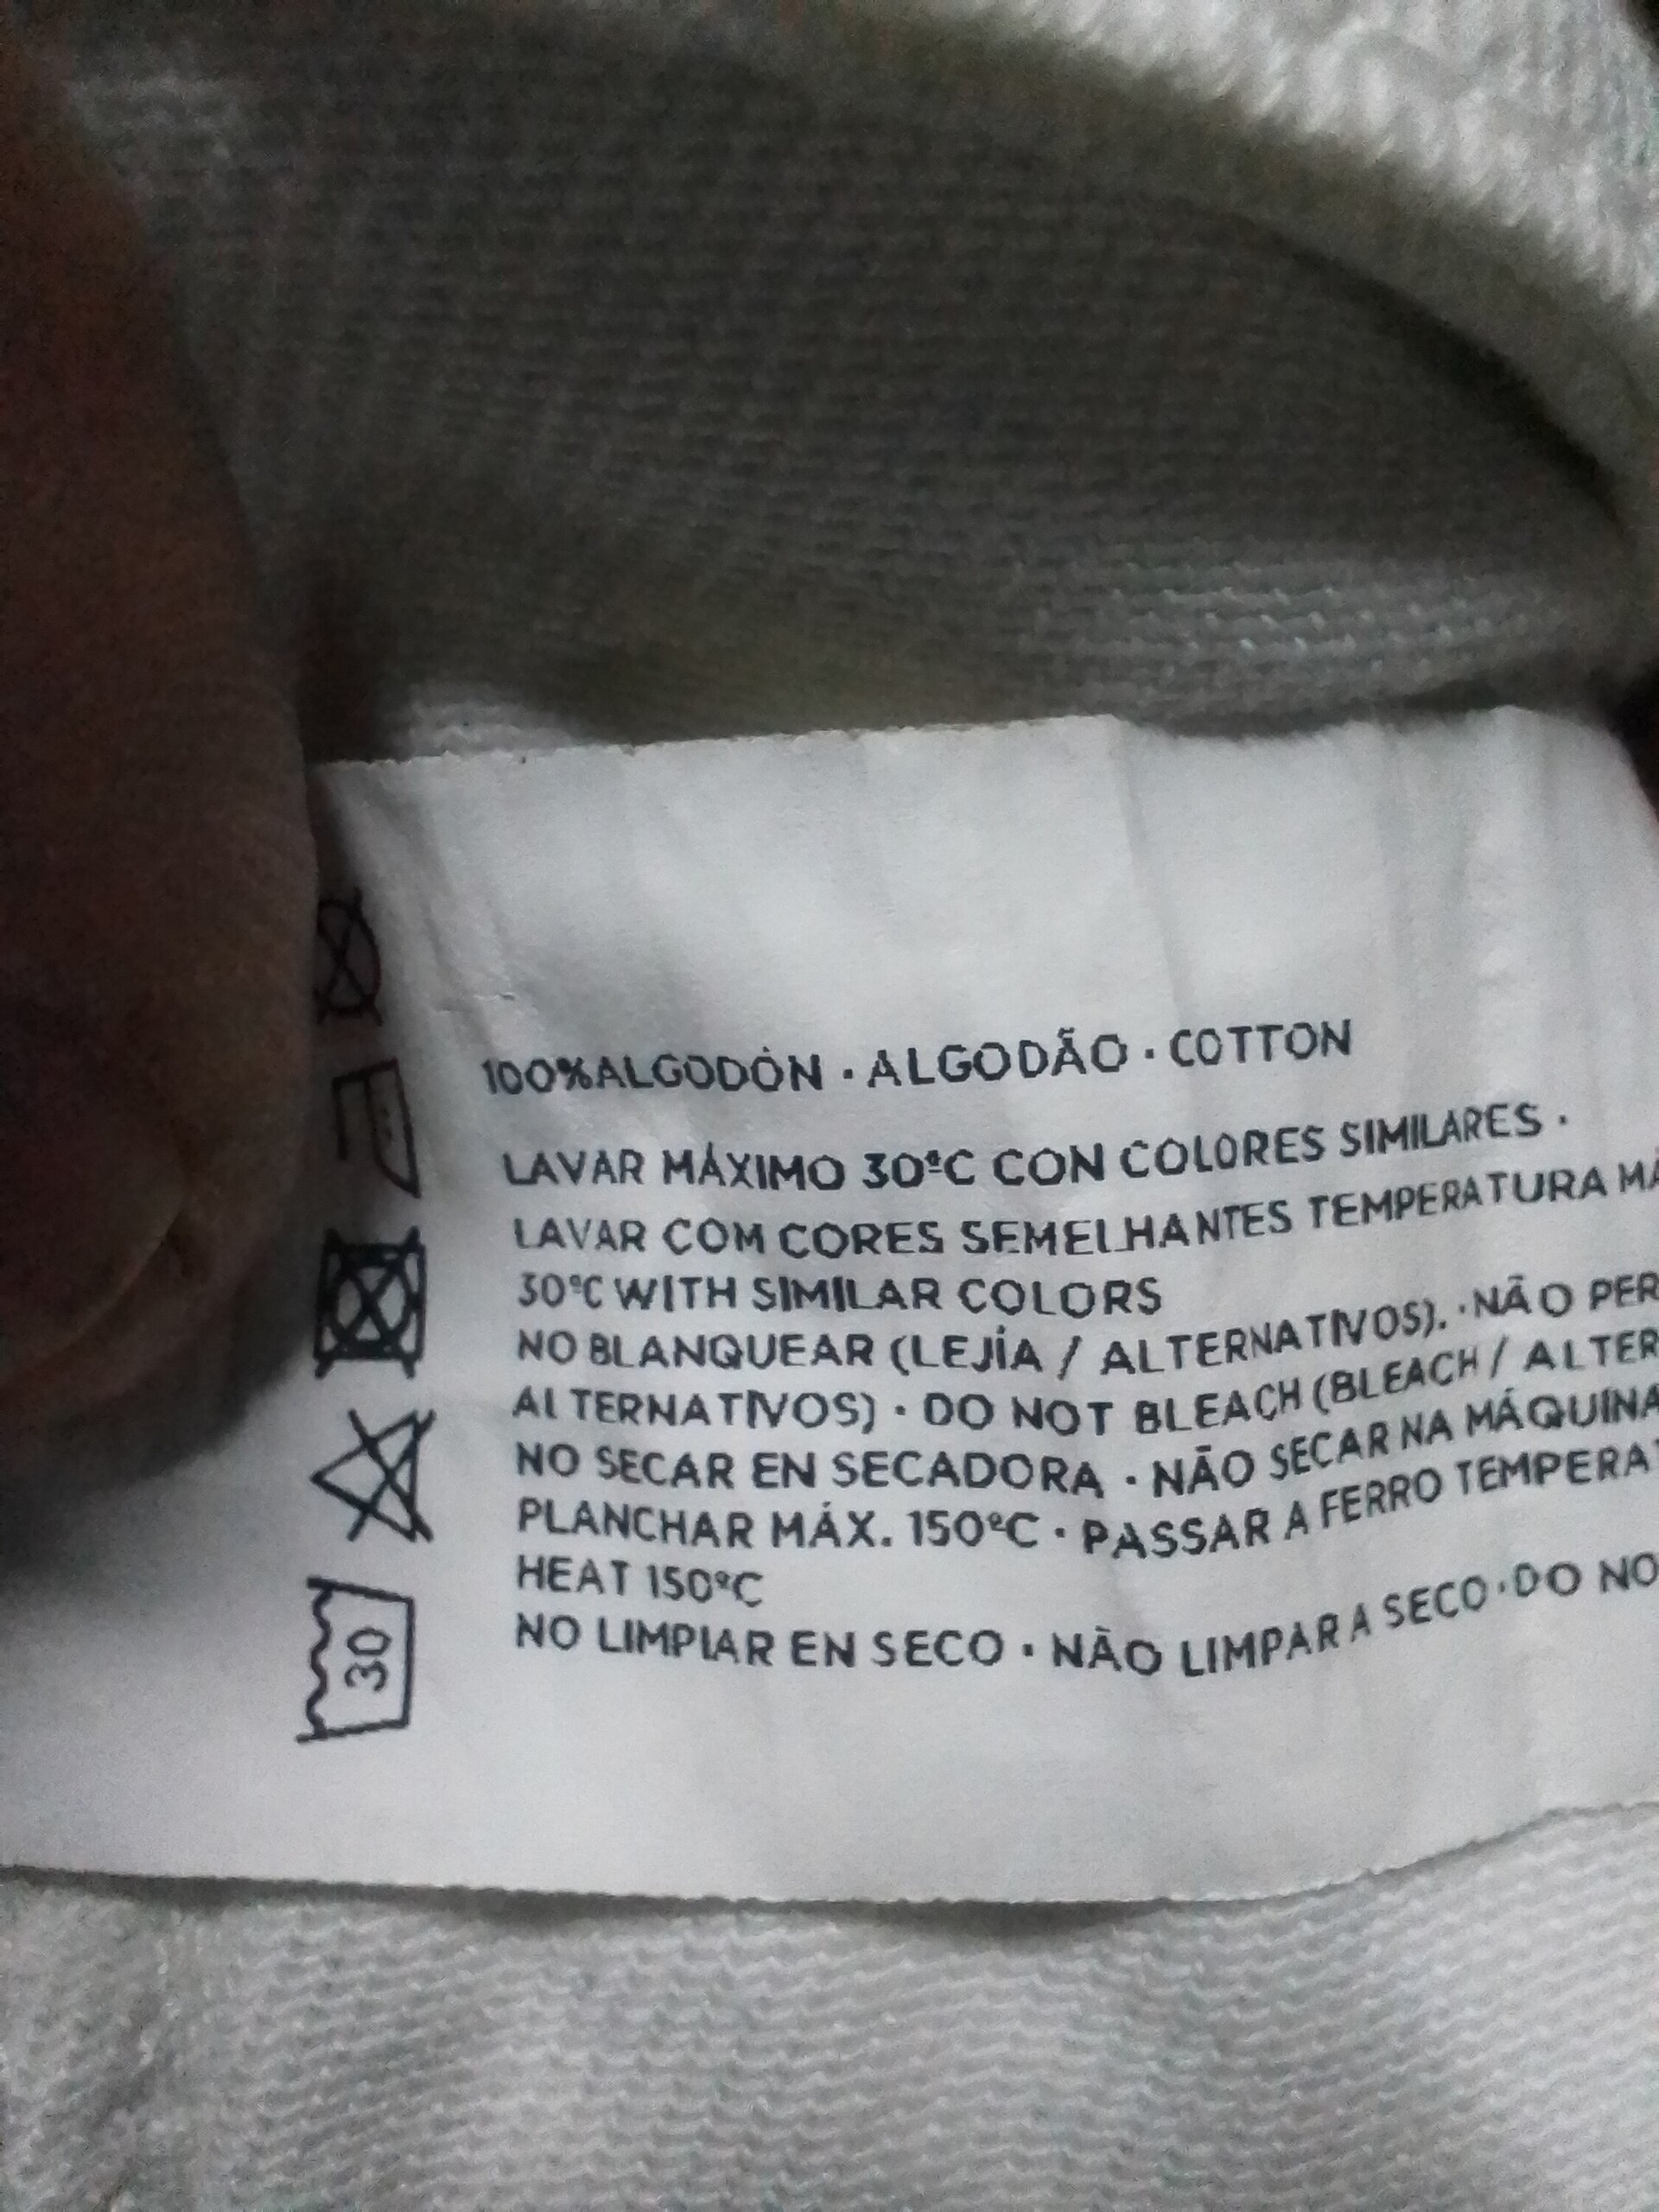 100%ALGODÓN · ALGODÃO · COTTON
LAVAR MÁXIMO 30ºC CON COLORES SIMILARES ·
LAVAR COM CORES SEMELHANTES TEMPERATURA
30ºC WITH SIMILAR COLORS
NO BLANQUEAR (LEJÍA / ALTERNATIVOS). · NÃO
ALTERNATIVOS) · DO NOT BLEACH (BLEACH /
NO SECAR EN SECADORA · NÃO SECAR NA MÁQUINA
PLANCHAR MÁX. 150ºC · PASSAR A FERRO
HEAT 150ºC
NO LIMPIAR EN SECO · NÃO LIMPAR A SECO · DO
30